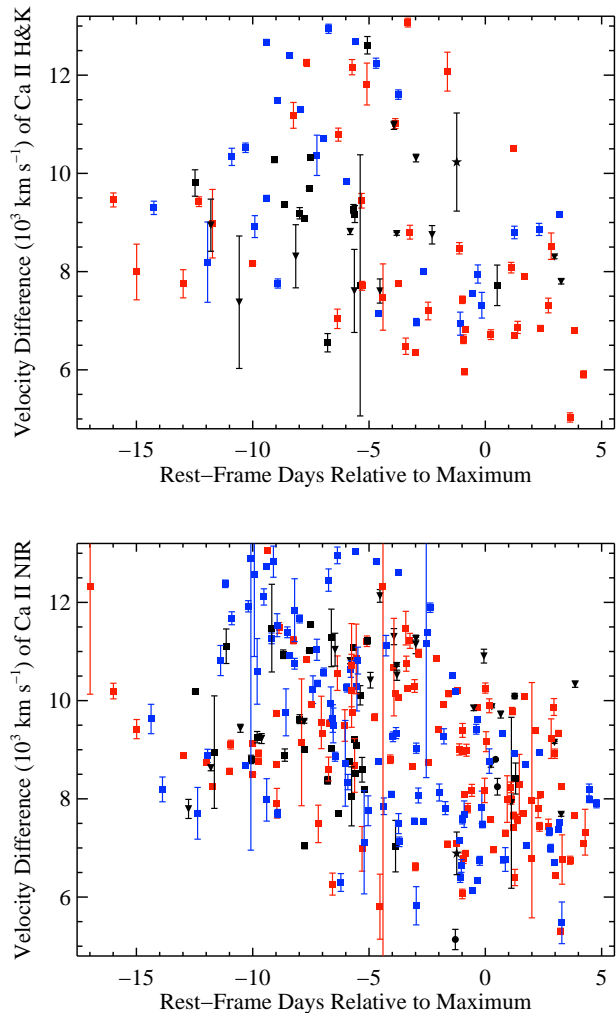 Velocity Difference (10³ km s⁻¹) of Ca II H&K
12
10
8
6
−15 −10 −5 0 5
Rest−Frame Days Relative to Maximum
Velocity Difference (10³ km s⁻¹) of Ca II NIR
12
10
8
6
−15 −10 −5 0 5
Rest−Frame Days Relative to Maximum